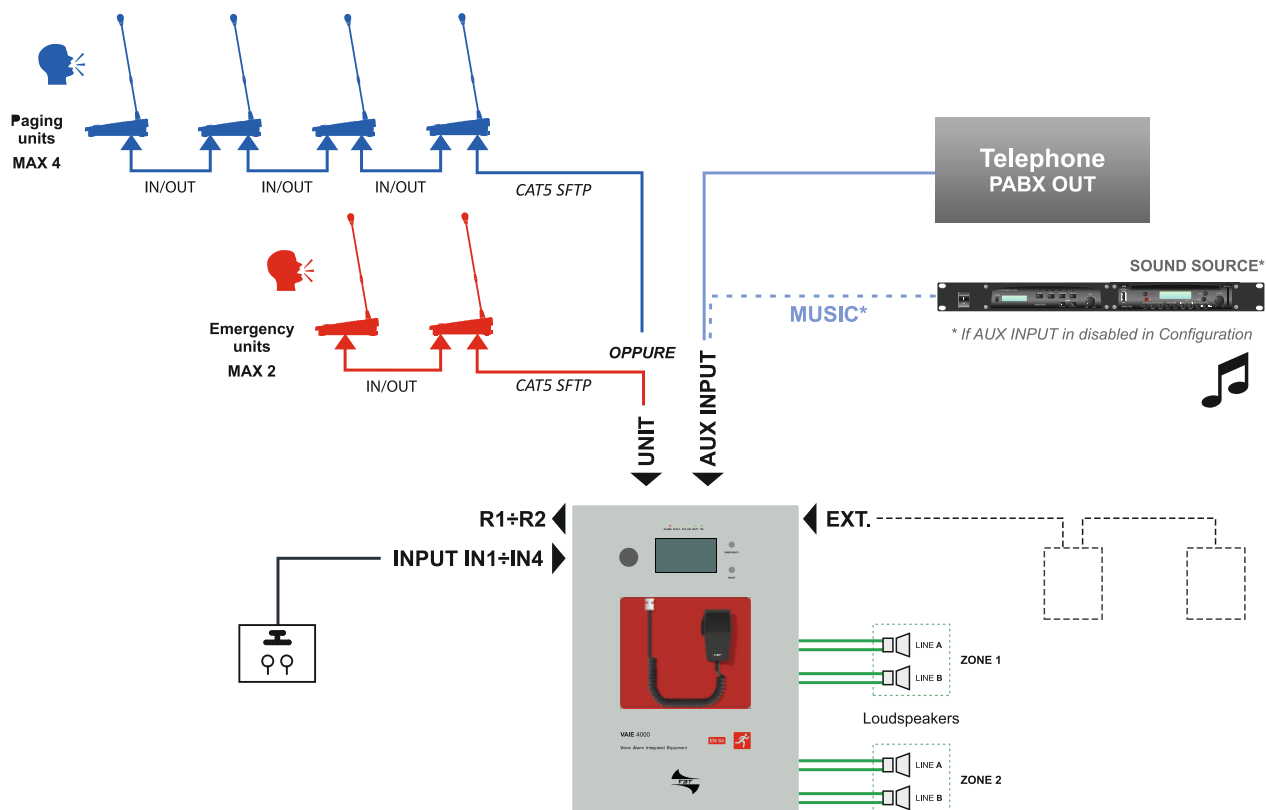 Paging
units
MAX 4
IN/OUT
IN/OUT
IN/OUT
CAT5 SFTP
Emergency
units
MAX 2
IN/OUT
CAT5 SFTP
OPPURE
UNIT
AUX INPUT
Telephone
PABX OUT
SOUND SOURCE*
MUSIC*
* If AUX INPUT in disabled in Configuration
R1÷R2
INPUT IN1÷IN4
EXT.
LINE A
LINE B
ZONE 1
Loudspeakers
LINE A
LINE B
ZONE 2
VAIE 4000
Voice Alarm Integrated Equipment
EN 54
FBT